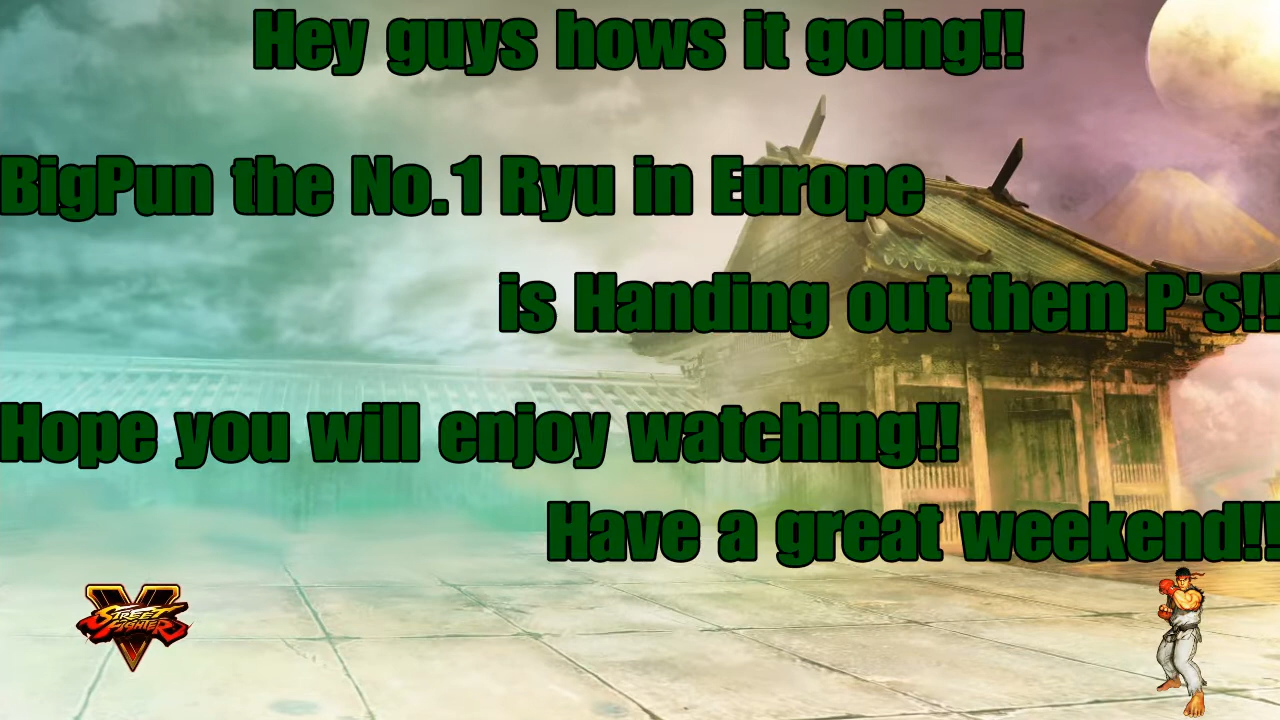 Hey guys hows it going!!
BigPun the No.1 Ryu in Europe
is Handing out them P's!!
Hope you will enjoy watching!!
Have a great weekend!!
V
STREET
FIGHTER